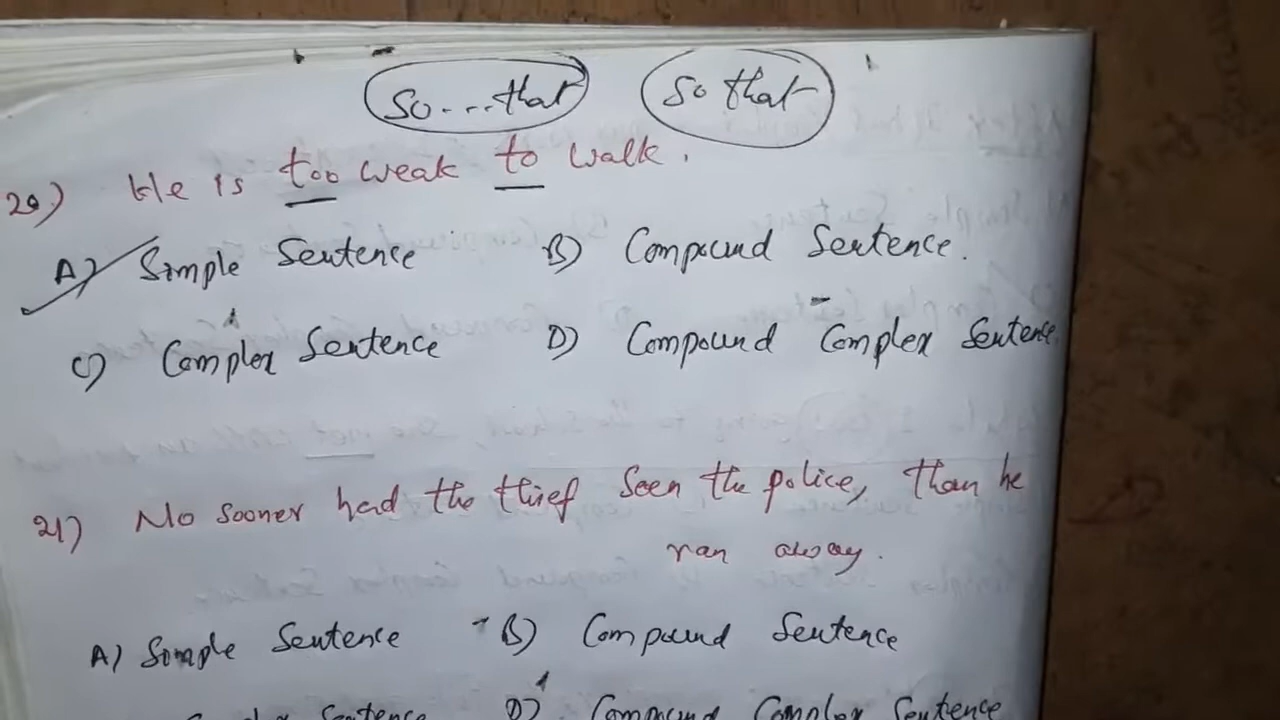 So....that So that
20.) He is too weak to walk.
A) Simple Sentence B) Compound Sentence.
C) Complex Sentence D) Compound Complex Sentence.
21) No sooner had the thief seen the police, than he
ran away.
A) Simple Sentence B) Compound Sentence
Complex Sentence D) Compound Complex Sentence